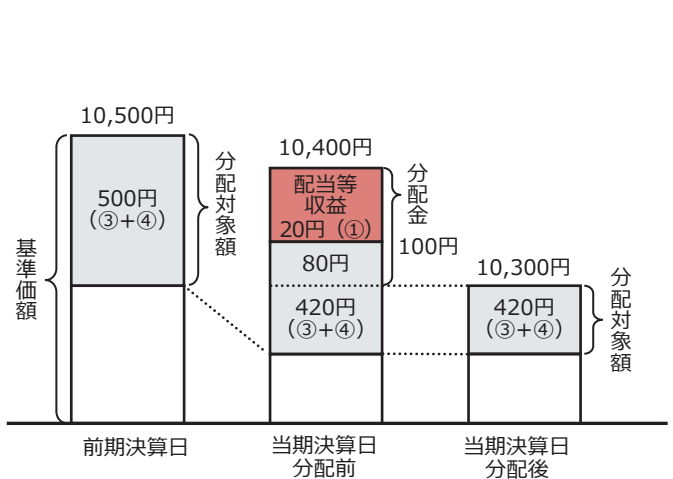 10,500円
分配対象額
500円
（③＋④）
基準価額
前期決算日
10,400円
配当等
収益
20円（①）
分配金
100円
80円
420円
（③＋④）
当期決算日
分配前
10,300円
420円
（③＋④）
分配対象額
当期決算日
分配後